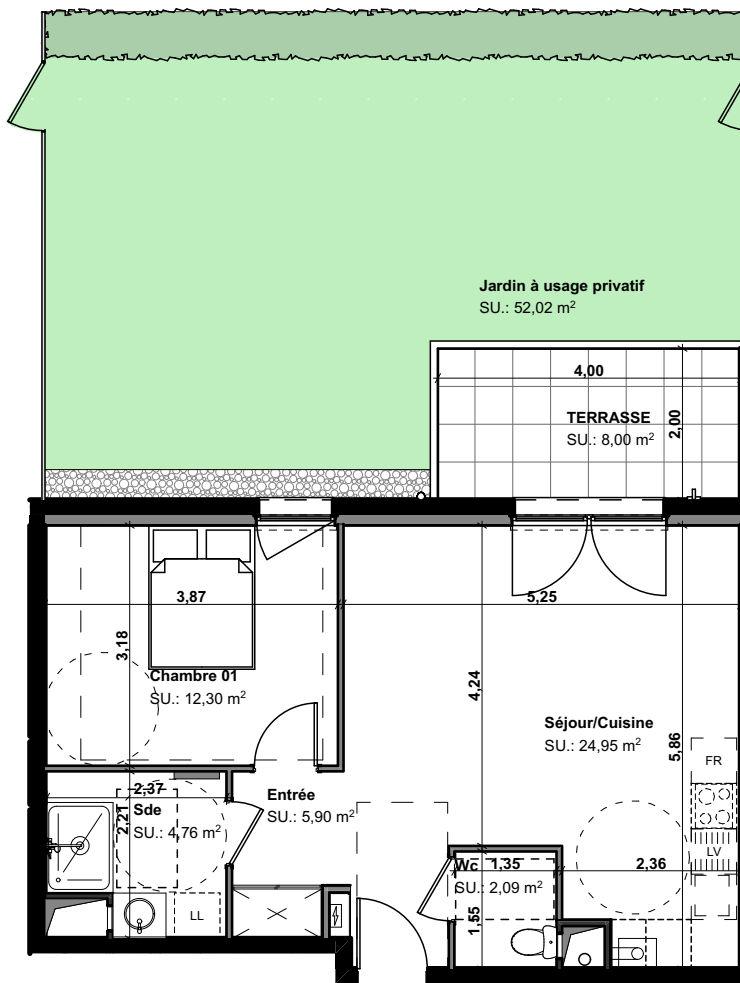 Jardin à usage privatif
SU.: 52,02 m²
4,00
TERRASSE
SU.: 8,00 m²
2,00
3,87
5,25
3,18
Chambre 01
SU.: 12,30 m²
4,24
Séjour/Cuisine
SU.: 24,95 m²
5,86
FR
2,37
Sde
SU.: 4,76 m²
2,21
Entrée
SU.: 5,90 m²
LV
Wc
1,35
SU.: 2,09 m²
2,36
1,55
LL